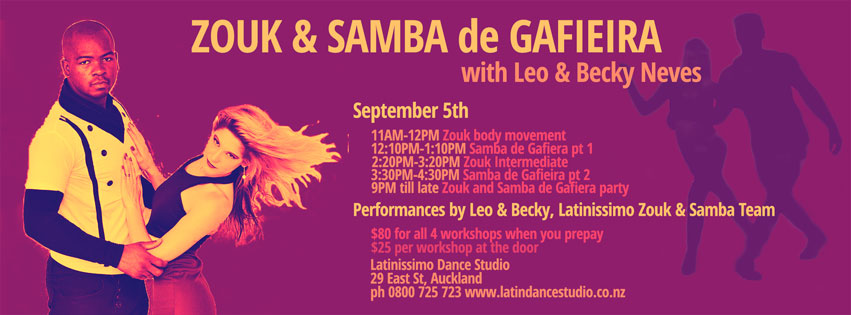 ZOUK & SAMBA de GAFIEIRA
with Leo & Becky Neves
September 5th
11AM-12PM Zouk body movement
12:10PM-1:10PM Samba de Gafiera pt 1
2:20PM-3:20PM Zouk Intermediate
3:30PM-4:30PM Samba de Gafieira pt 2
9PM till late Zouk and Samba de Gafiera party
Performances by Leo & Becky, Latinissimo Zouk & Samba Team
$80 for all 4 workshops when you prepay
$25 per workshop at the door
Latinissimo Dance Studio
29 East St, Auckland
ph 0800 725 723 www.latindancestudio.co.nz